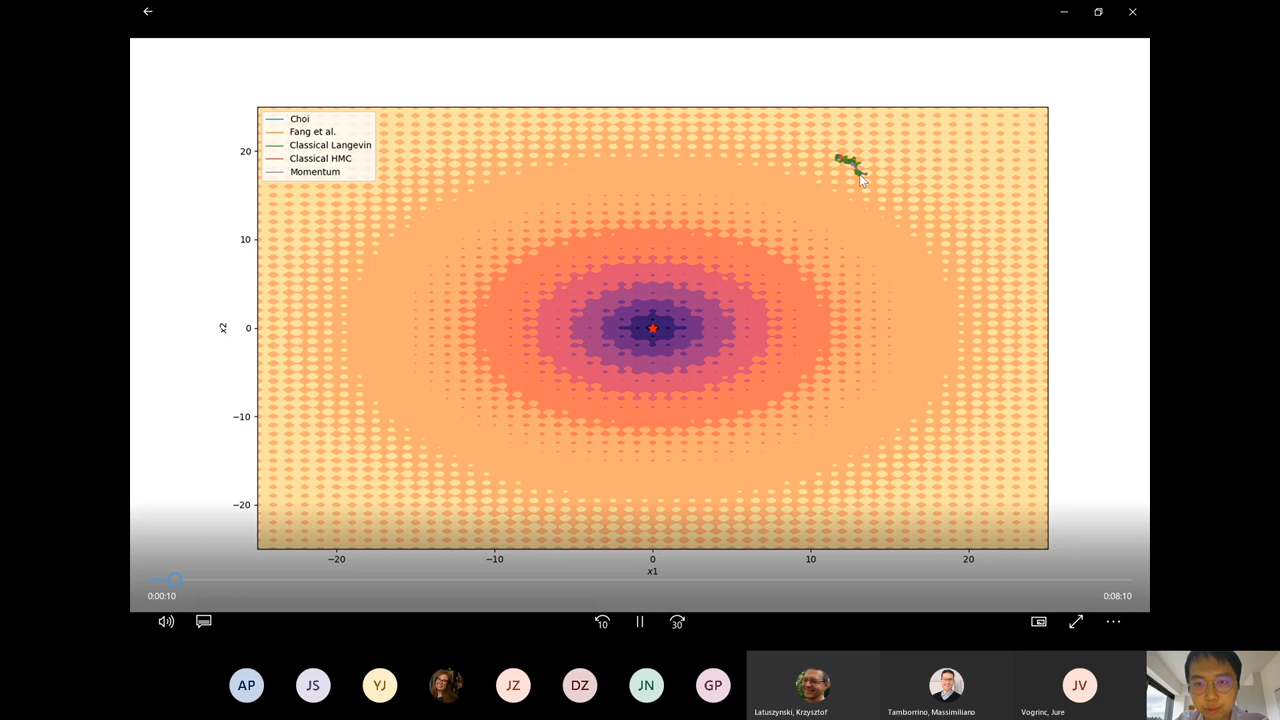 Choi
Fang et al.
Classical Langevin
Classical HMC
Momentum
20
10
0
−10
−20
x2
−20
−10
0
10
20
x1
0:00:10
0:08:10
10
30
AP
JS
YJ
JZ
DZ
JN
GP
JV
Latuszynski, Krzysztof
Tamborrino, Massimiliano
Vogrinc, Jure